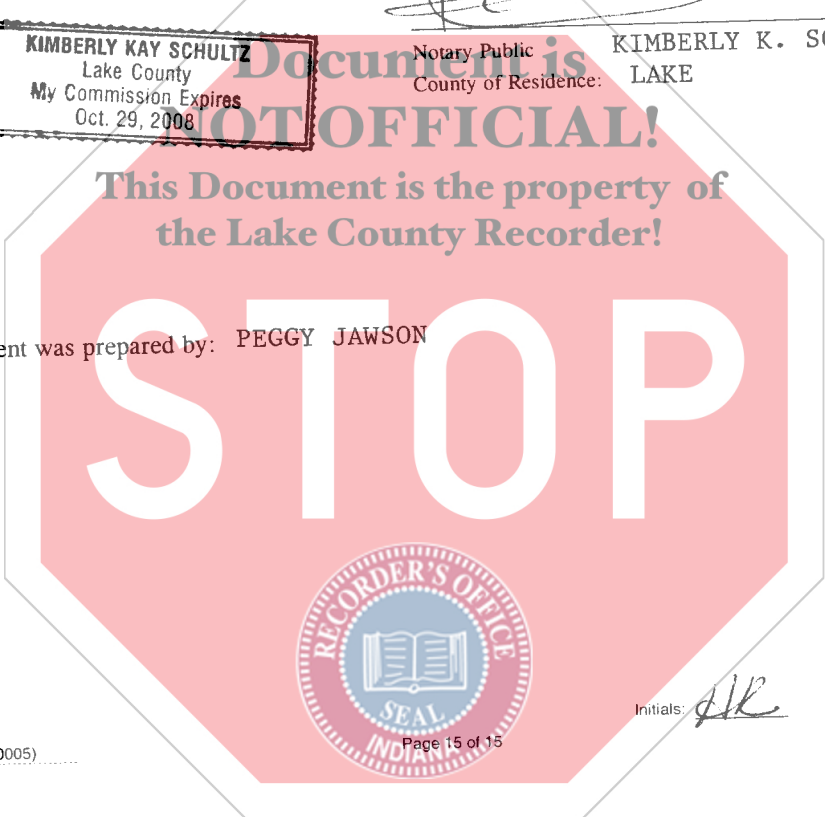 KIMBERLY KAY SCHULTZ
Lake County
My Commission Expires
Oct. 29, 2008
Notary Public KIMBERLY K. SC
County of Residence: LAKE
Document is
NOT OFFICIAL!
This Document is the property of
the Lake County Recorder!
ent was prepared by: PEGGY JAWSON
STOP
RECORDER'S OFFICE
SEAL
INDIANA
Initials:
Page 15 of 15
0005)